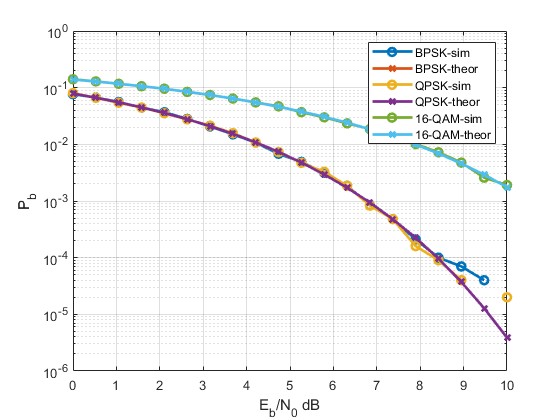 10^0
10^-1
10^-2
10^-3
10^-4
10^-5
10^-6
P_b
BPSK-sim
BPSK-theor
QPSK-sim
QPSK-theor
16-QAM-sim
16-QAM-theor
0 1 2 3 4 5 6 7 8 9 10
E_b/N_0 dB